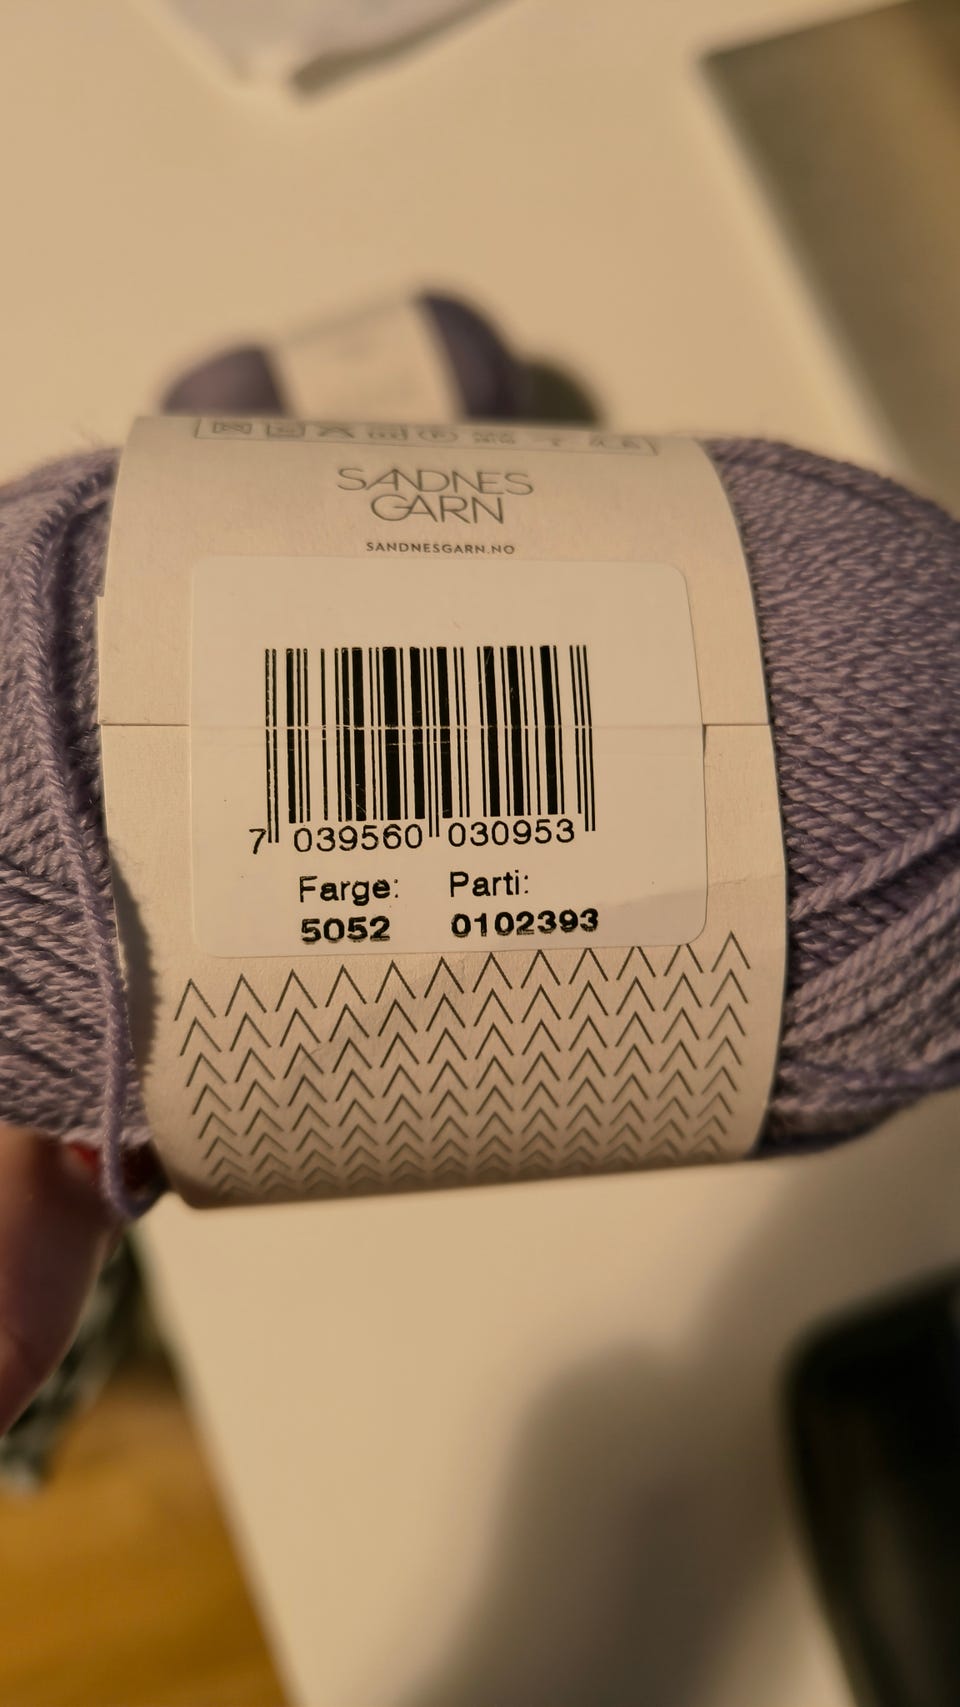 SANDNES
GARN
SANDNESGARN.NO
7 039560 030953
Farge: Parti:
5052 0102393